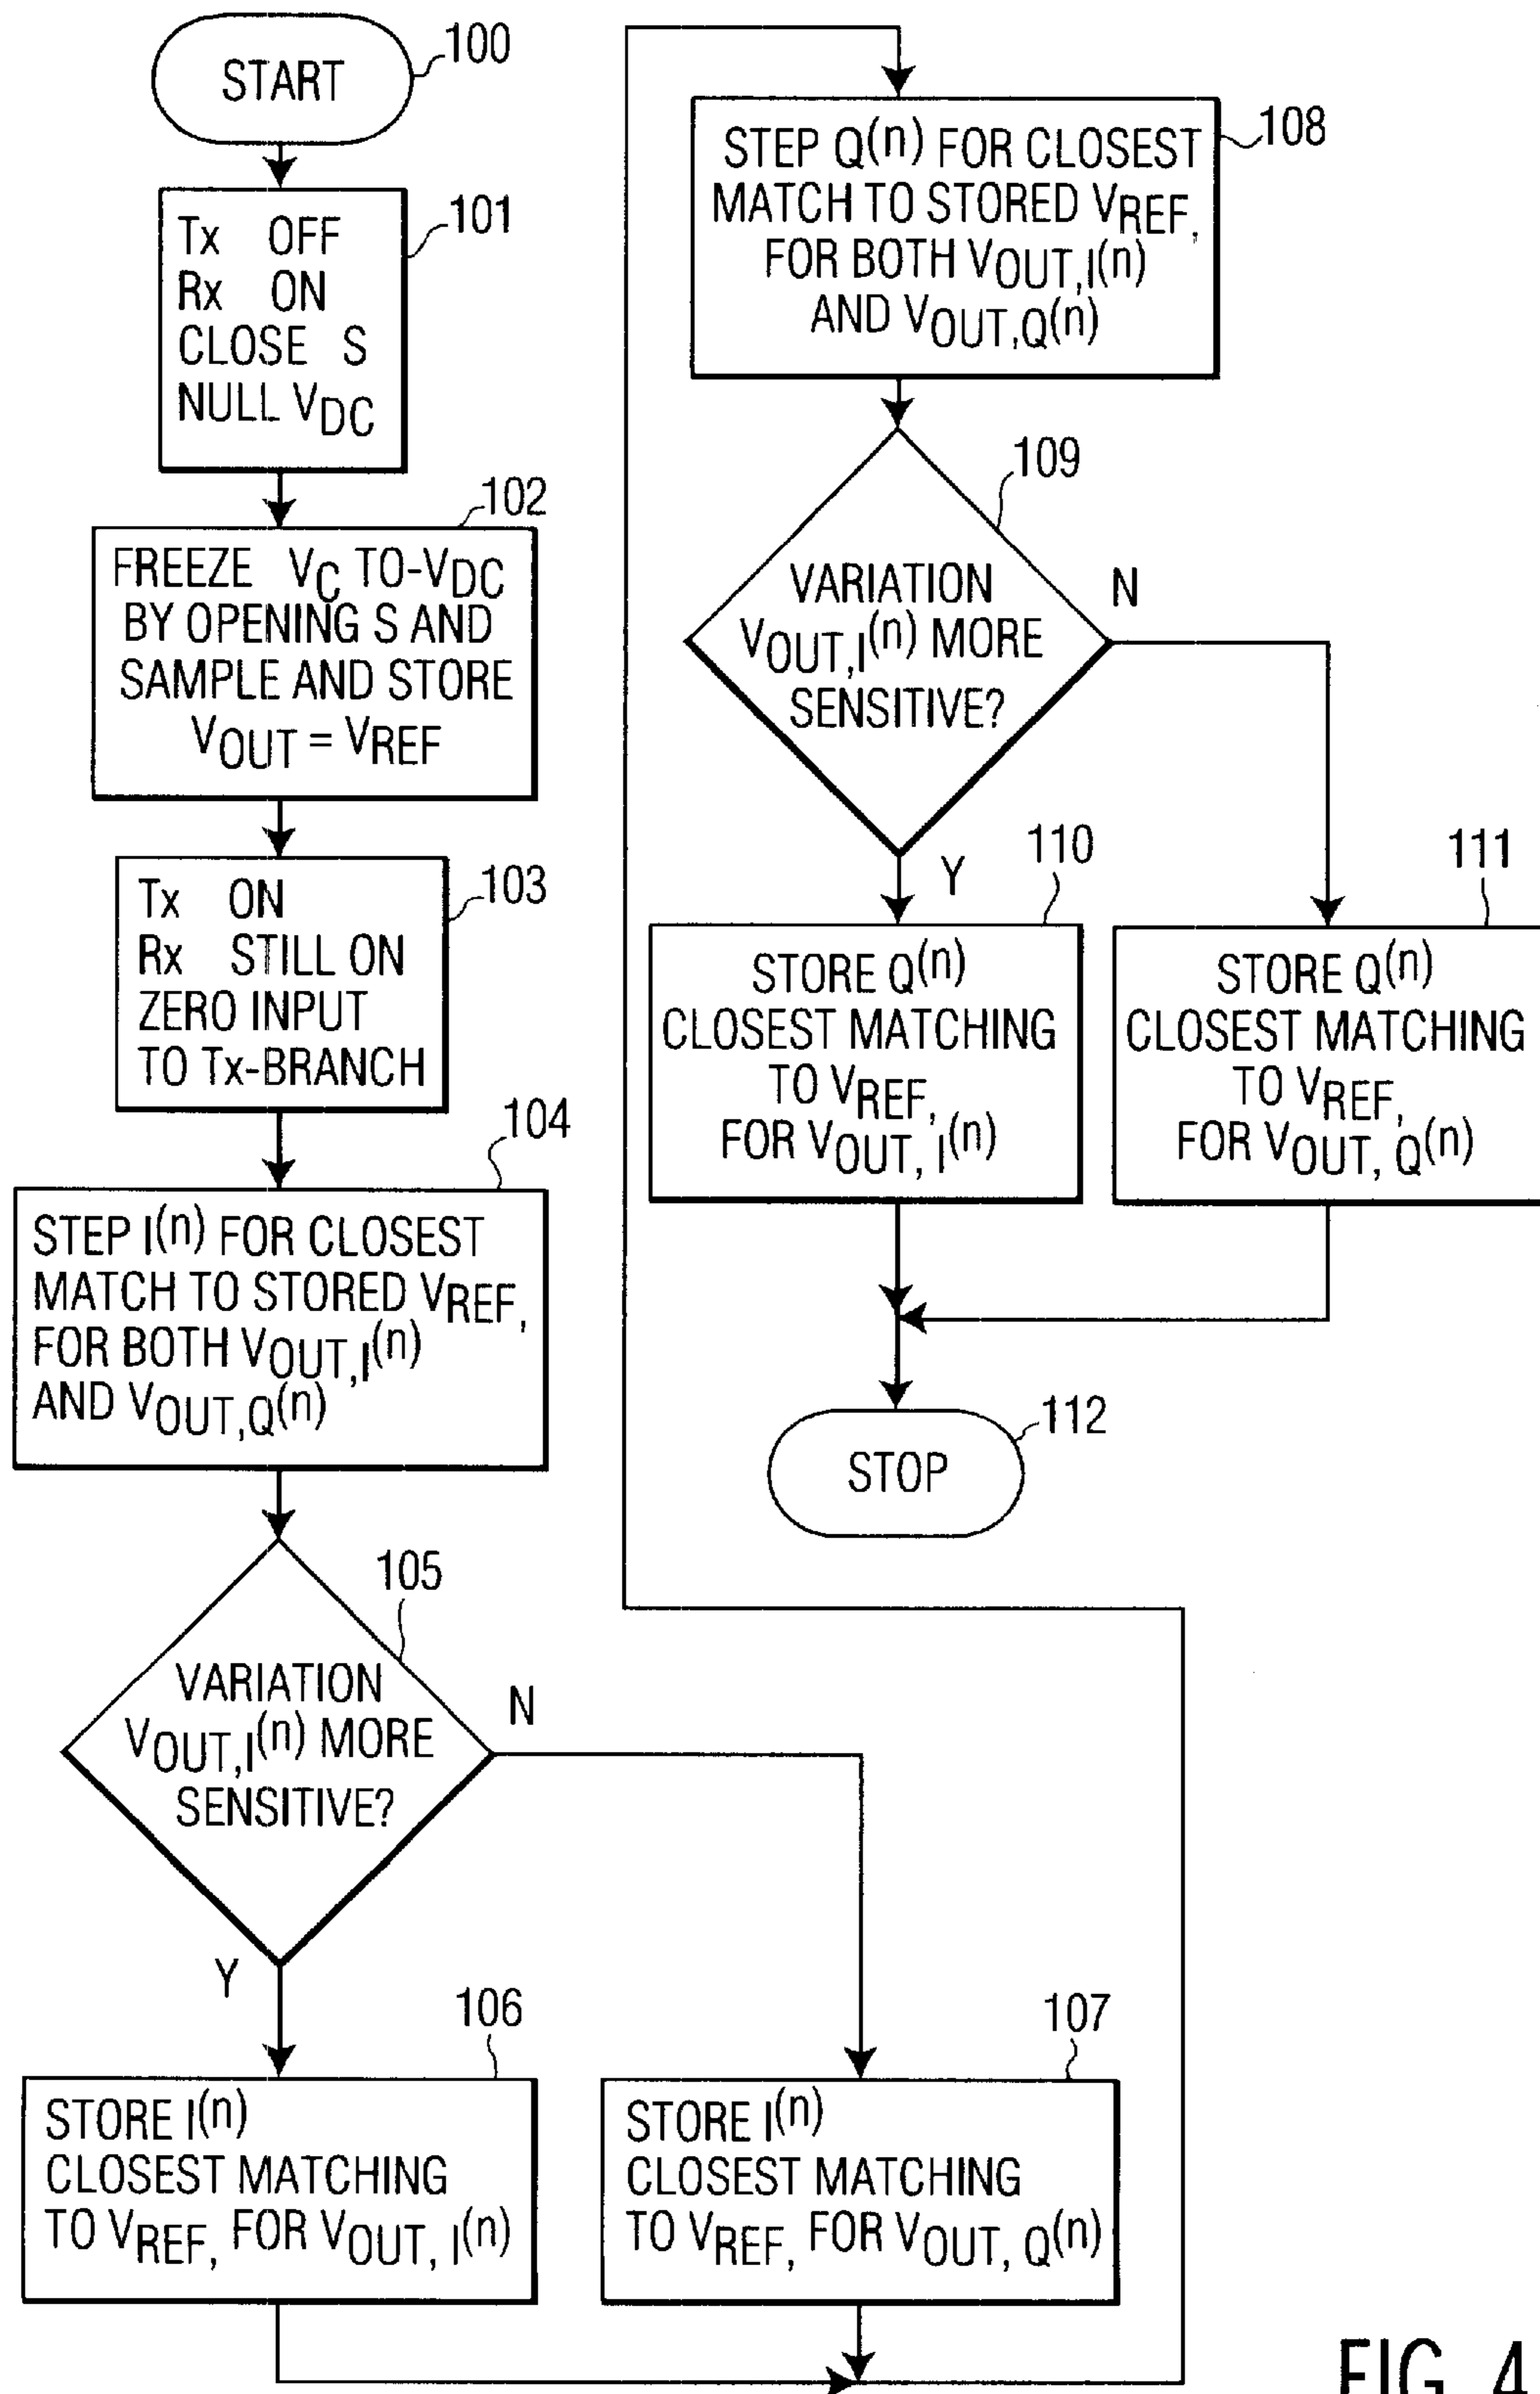 START
100
Tx OFF
Rx ON
CLOSE S
NULL VDC
101
102
FREEZE VC TO-VDC
BY OPENING S AND
SAMPLE AND STORE
VOUT = VREF
Tx ON
Rx STILL ON
ZERO INPUT
TO Tx-BRANCH
103
104
STEP I(n) FOR CLOSEST
MATCH TO STORED VREF,
FOR BOTH VOUT,I(n)
AND VOUT,Q(n)
105
VARIATION
VOUT,I(n) MORE
SENSITIVE?
N
Y
106
STORE I(n)
CLOSEST MATCHING
TO VREF, FOR VOUT, I(n)
107
STORE I(n)
CLOSEST MATCHING
TO VREF, FOR VOUT, Q(n)
108
STEP Q(n) FOR CLOSEST
MATCH TO STORED VREF,
FOR BOTH VOUT,I(n)
AND VOUT,Q(n)
109
VARIATION
VOUT,I(n) MORE
SENSITIVE?
N
Y
110
STORE Q(n)
CLOSEST MATCHING
TO VREF,
FOR VOUT, I(n)
111
STORE Q(n)
CLOSEST MATCHING
TO VREF,
FOR VOUT, Q(n)
112
STOP
FIG. 4